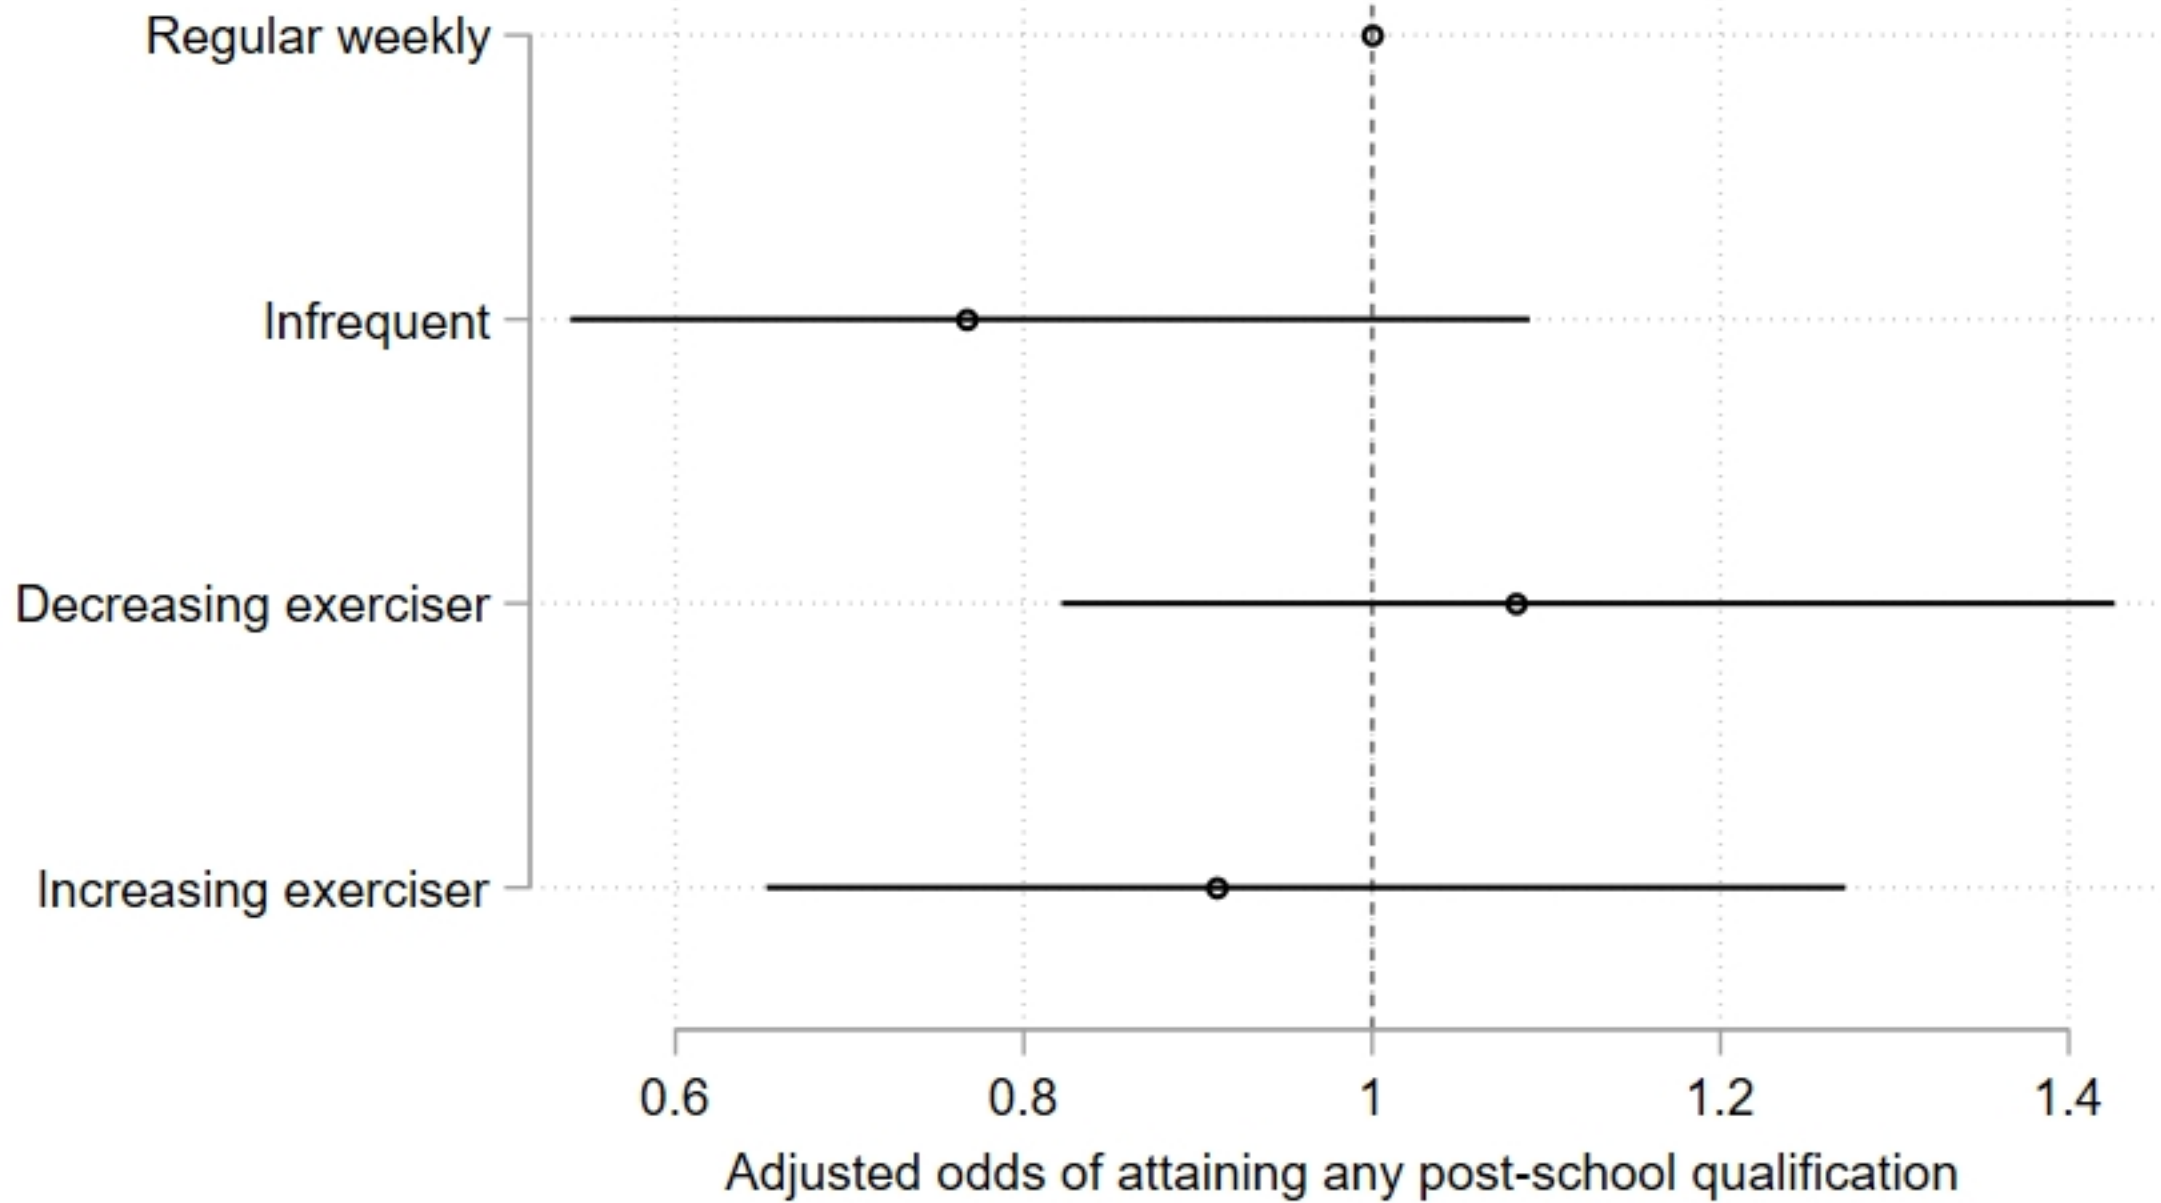 Regular weekly
Infrequent
Decreasing exerciser
Increasing exerciser
0.6 0.8 1 1.2 1.4
Adjusted odds of attaining any post-school qualification